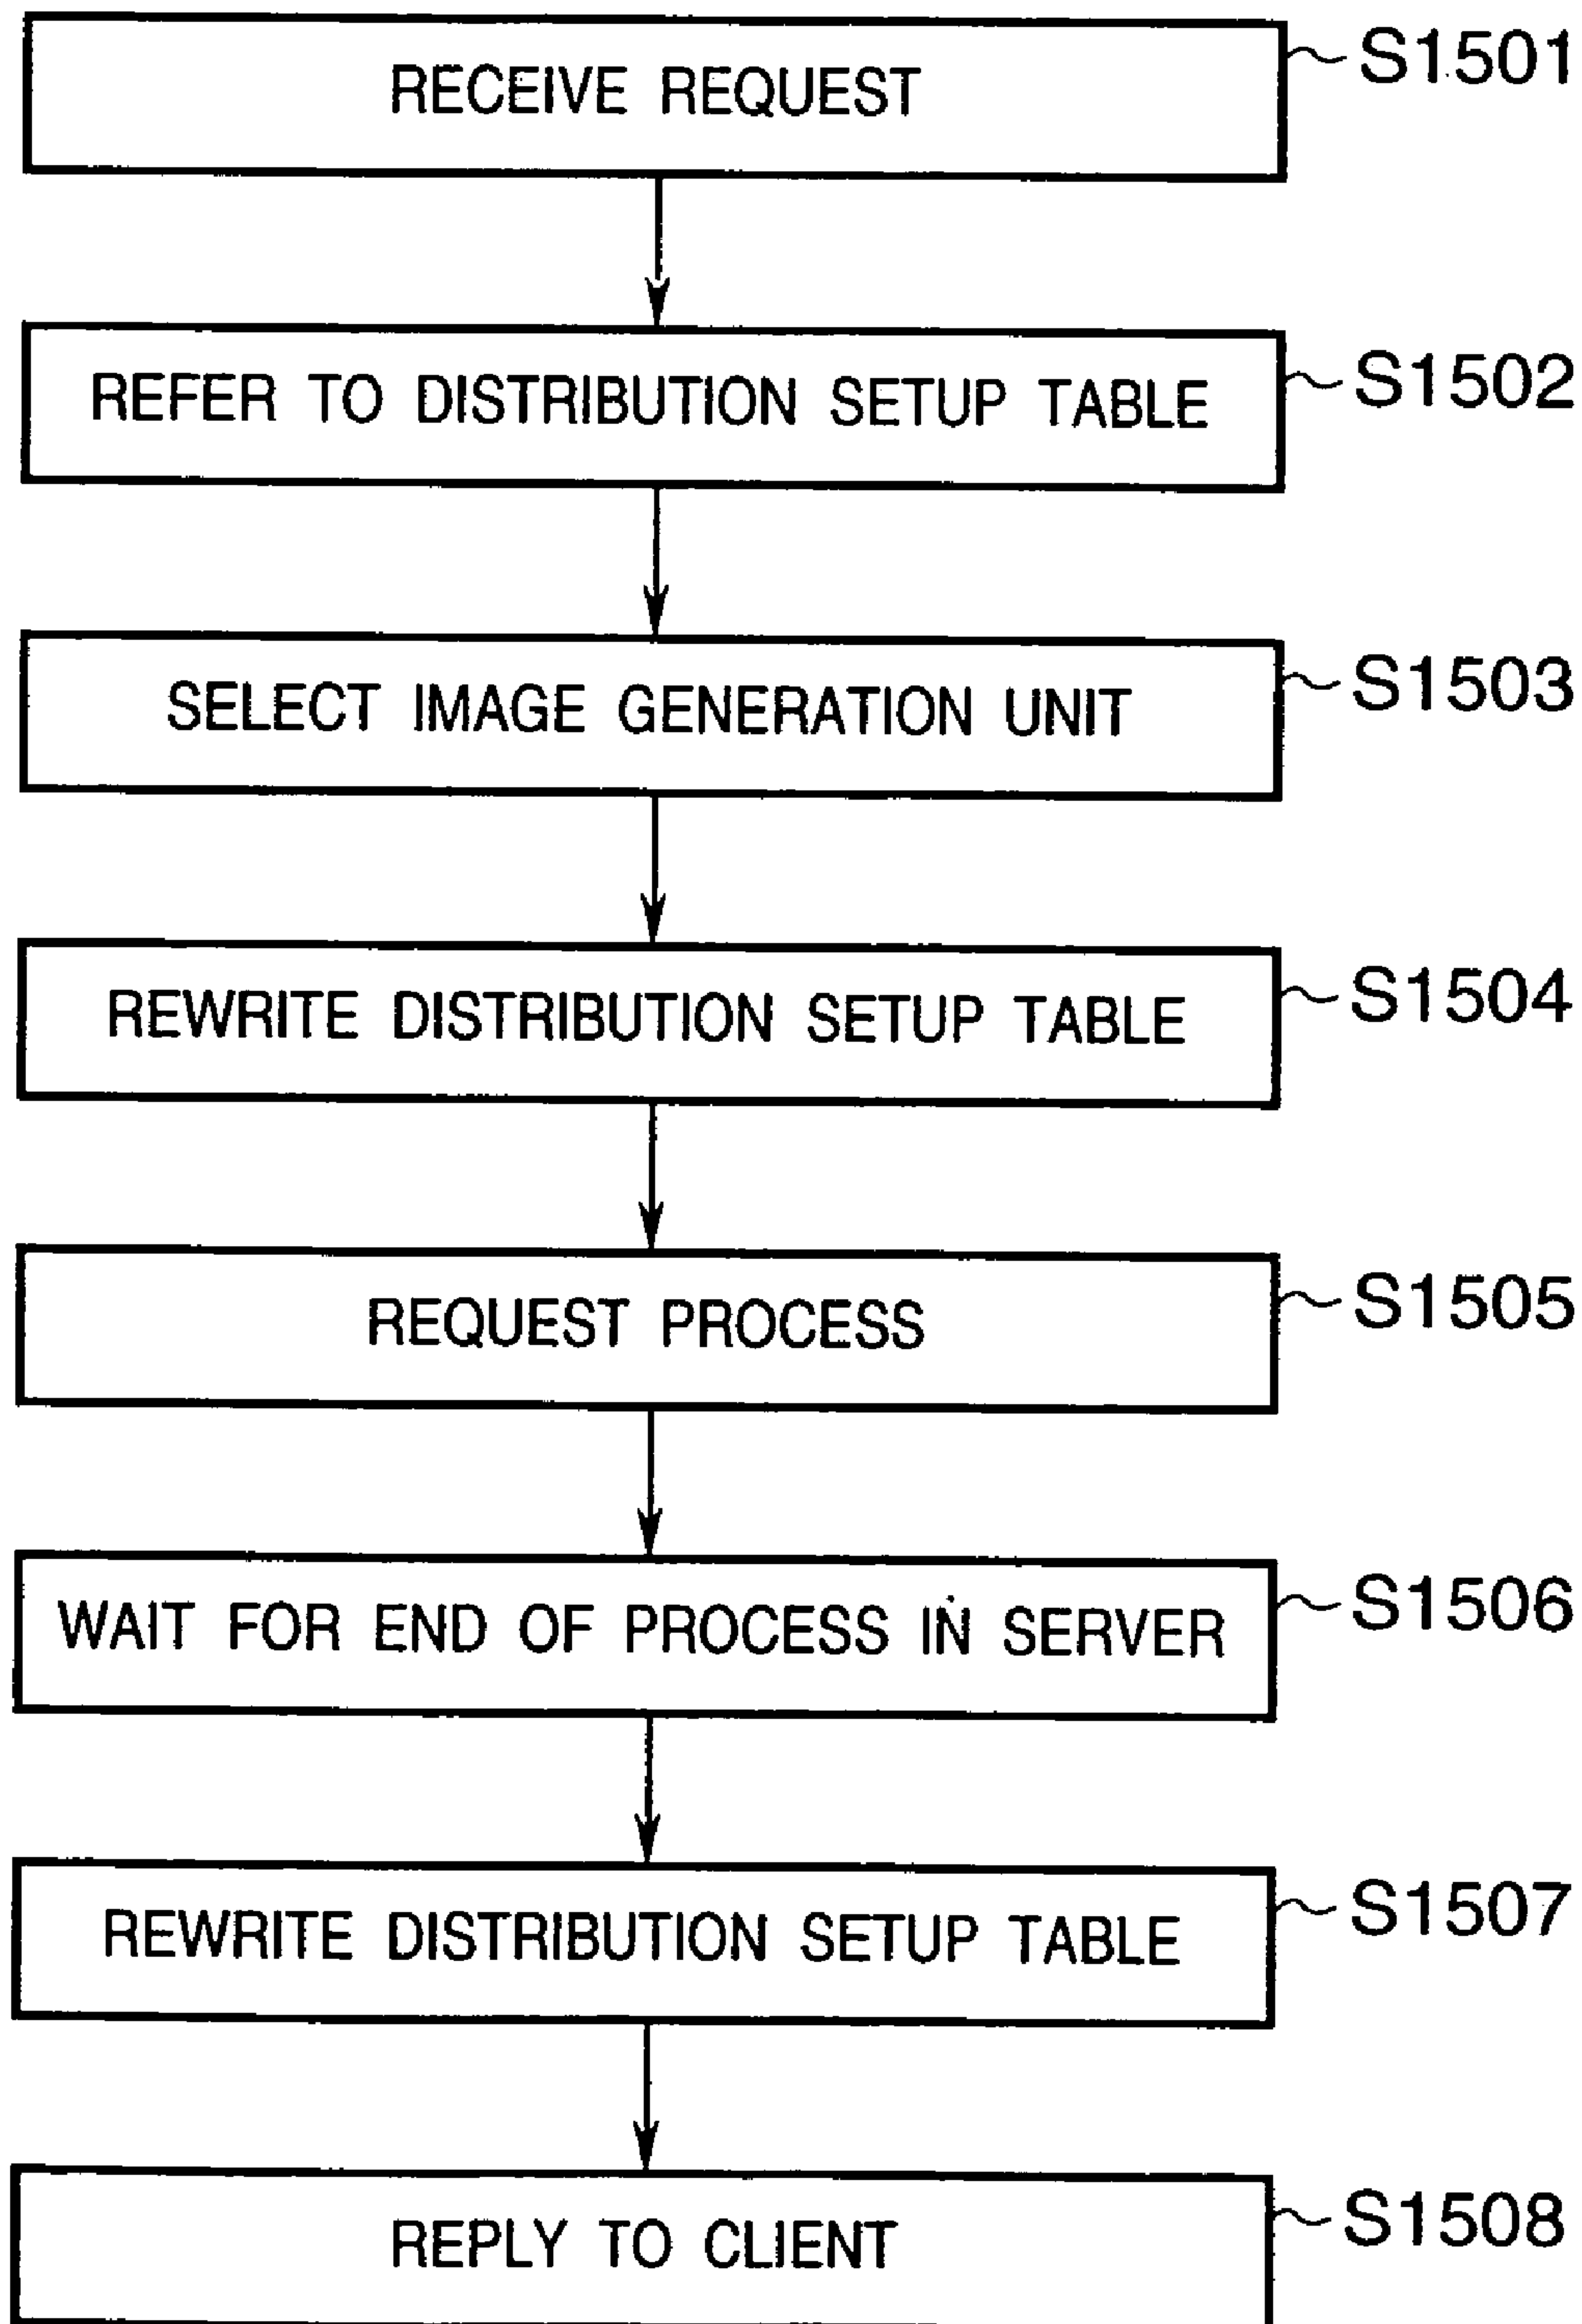 RECEIVE REQUEST
S1501
REFER TO DISTRIBUTION SETUP TABLE
S1502
SELECT IMAGE GENERATION UNIT
S1503
REWRITE DISTRIBUTION SETUP TABLE
S1504
REQUEST PROCESS
S1505
WAIT FOR END OF PROCESS IN SERVER
S1506
REWRITE DISTRIBUTION SETUP TABLE
S1507
REPLY TO CLIENT
S1508